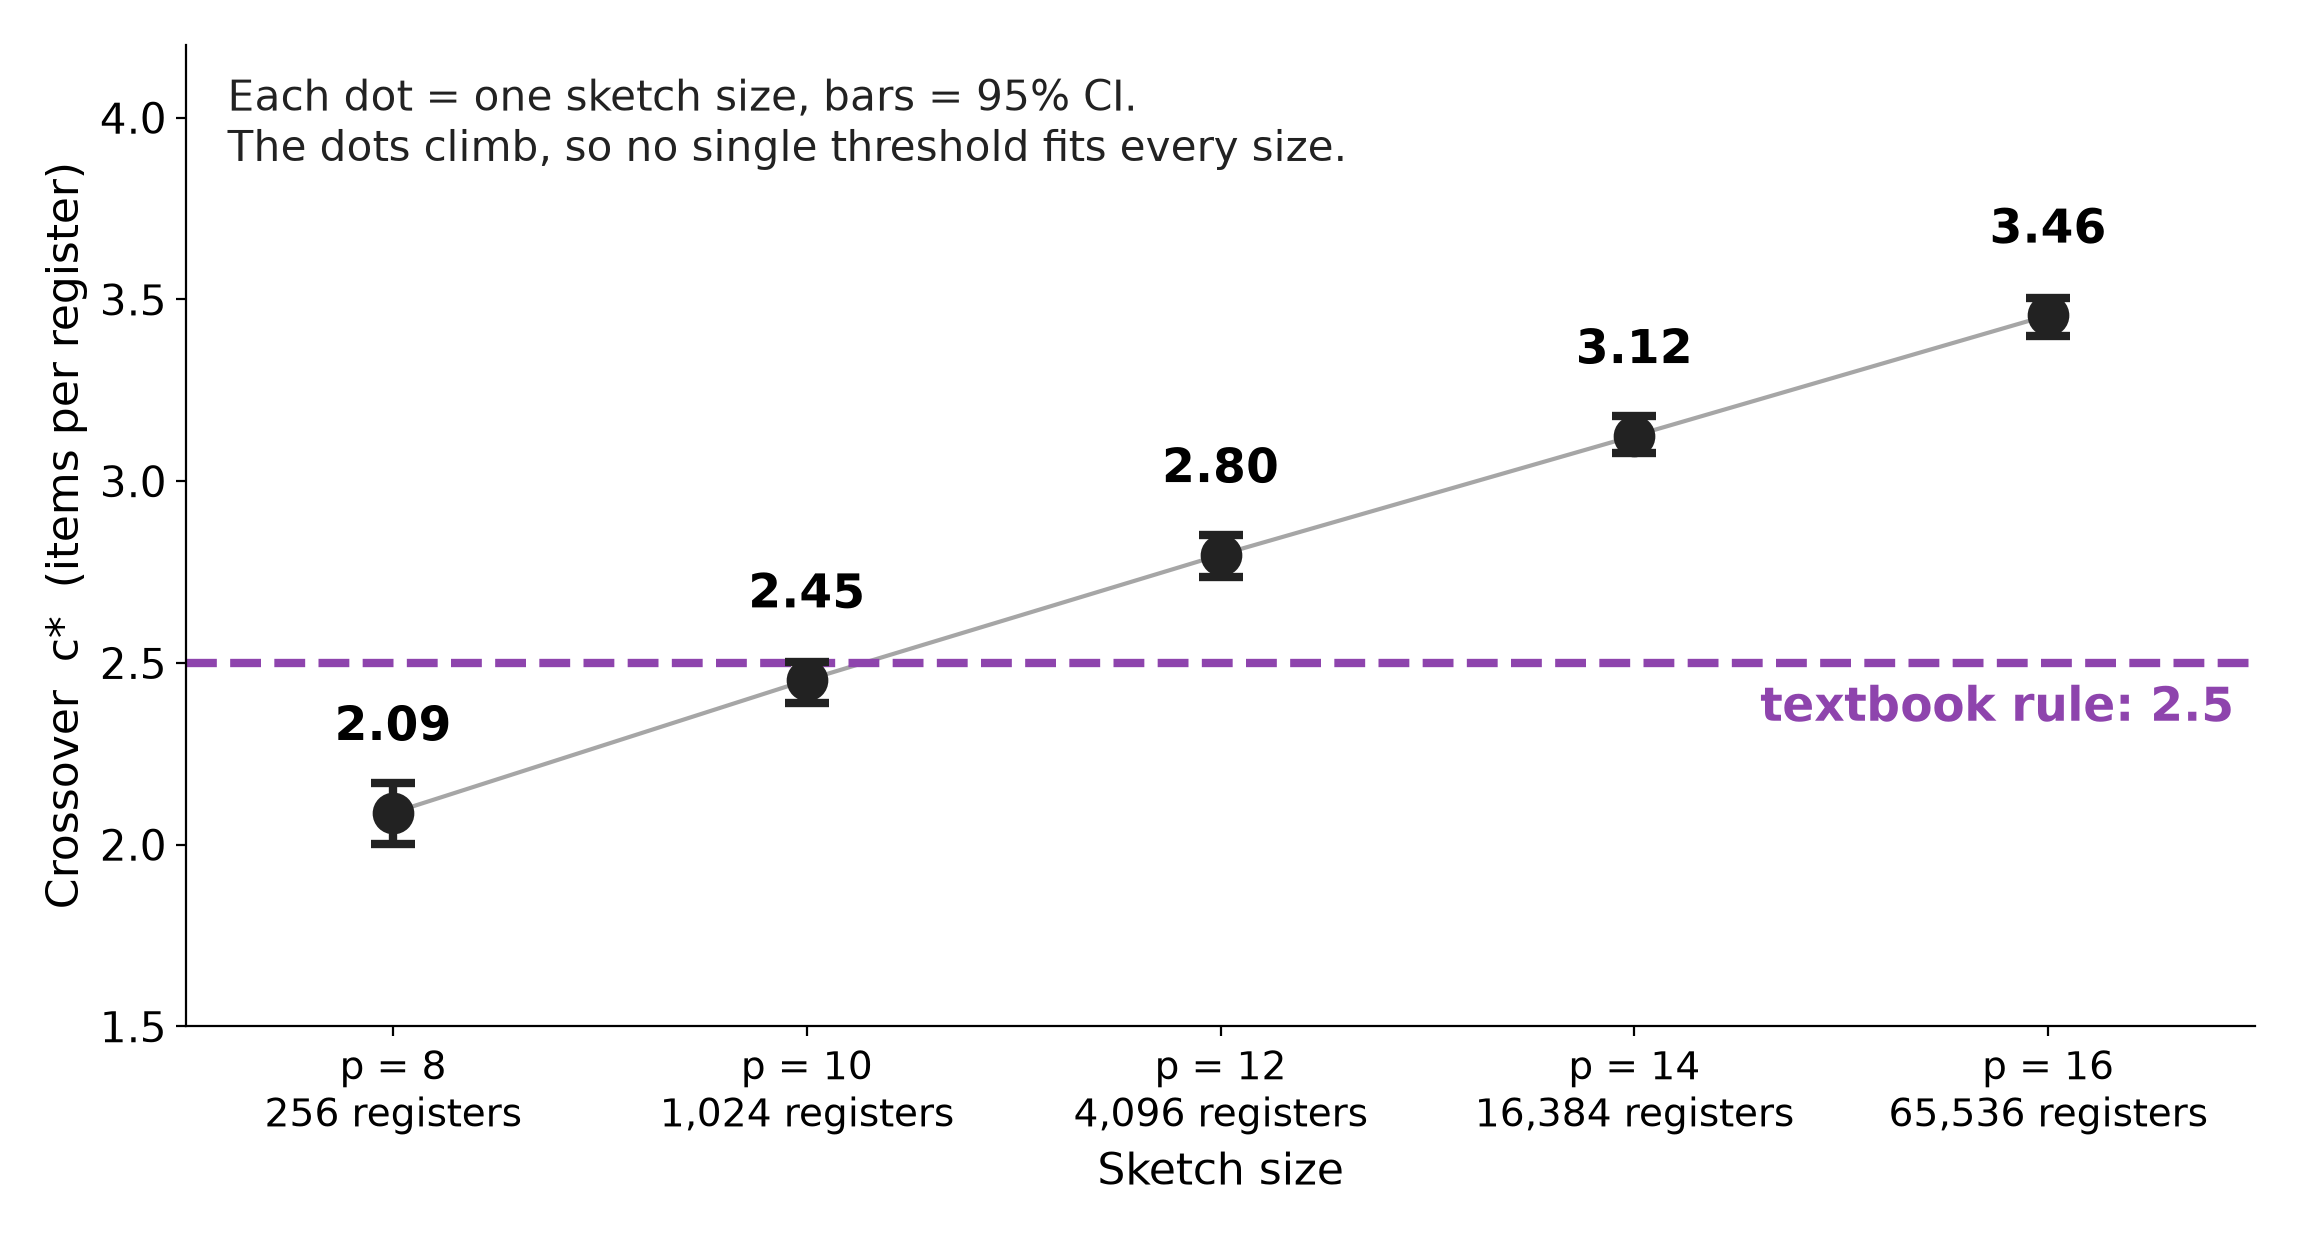 Each dot = one sketch size, bars = 95% CI.
The dots climb, so no single threshold fits every size.
4.0
3.5
3.0
2.5
2.0
1.5
Crossover c* (items per register)
2.09
2.45
2.80
3.12
3.46
textbook rule: 2.5
p = 8
256 registers
p = 10
1,024 registers
p = 12
4,096 registers
p = 14
16,384 registers
p = 16
65,536 registers
Sketch size